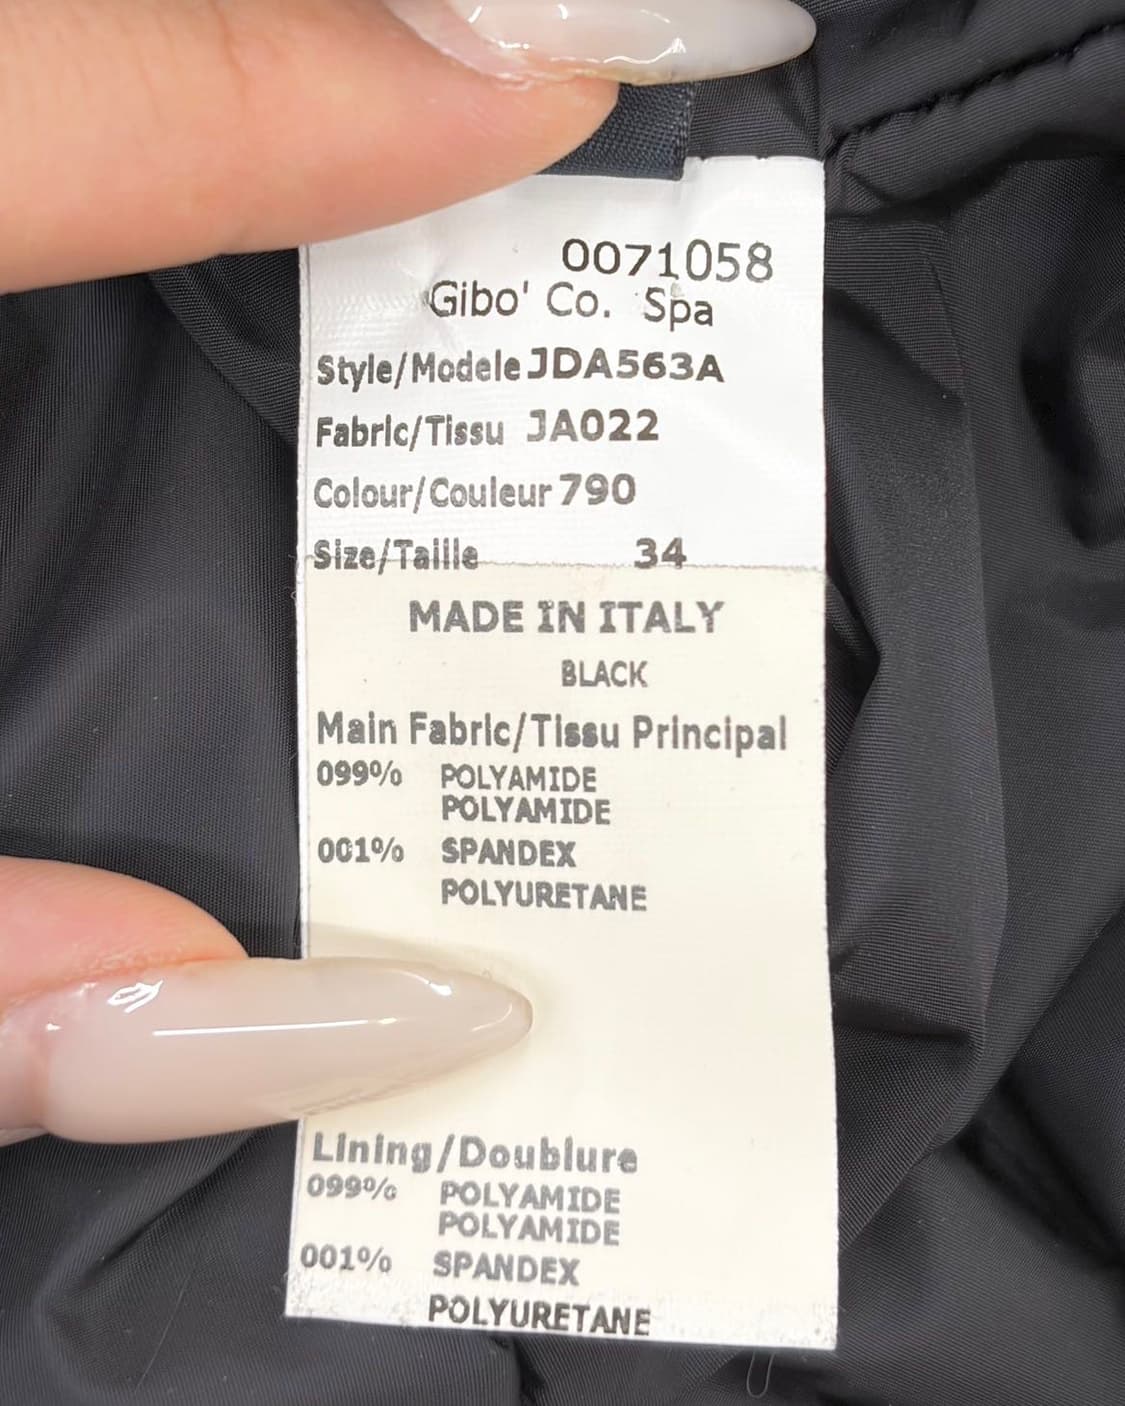 0071058
Gibo' Co. Spa
Style/Modele JDA563A
Fabric/Tissu JA022
Colour/Couleur 790
Size/Taille 34
MADE IN ITALY
BLACK
Main Fabric/Tissu Principal
099% POLYAMIDE
POLYAMIDE
001% SPANDEX
POLYURETANE
Lining/Doublure
099% POLYAMIDE
POLYAMIDE
001% SPANDEX
POLYURETANE